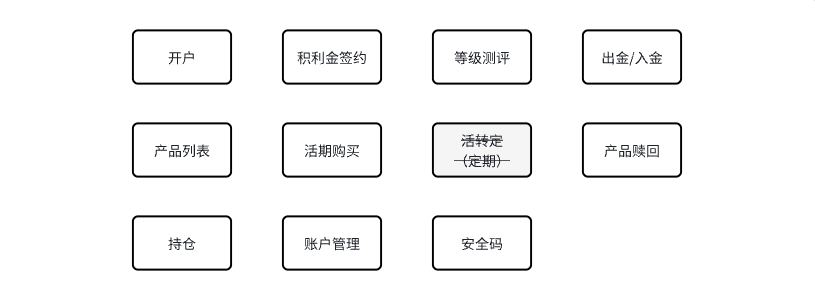 开户
积利金签约
等级测评
出金/入金
产品列表
活期购买
活转定
（定期）
产品赎回
持仓
账户管理
安全码